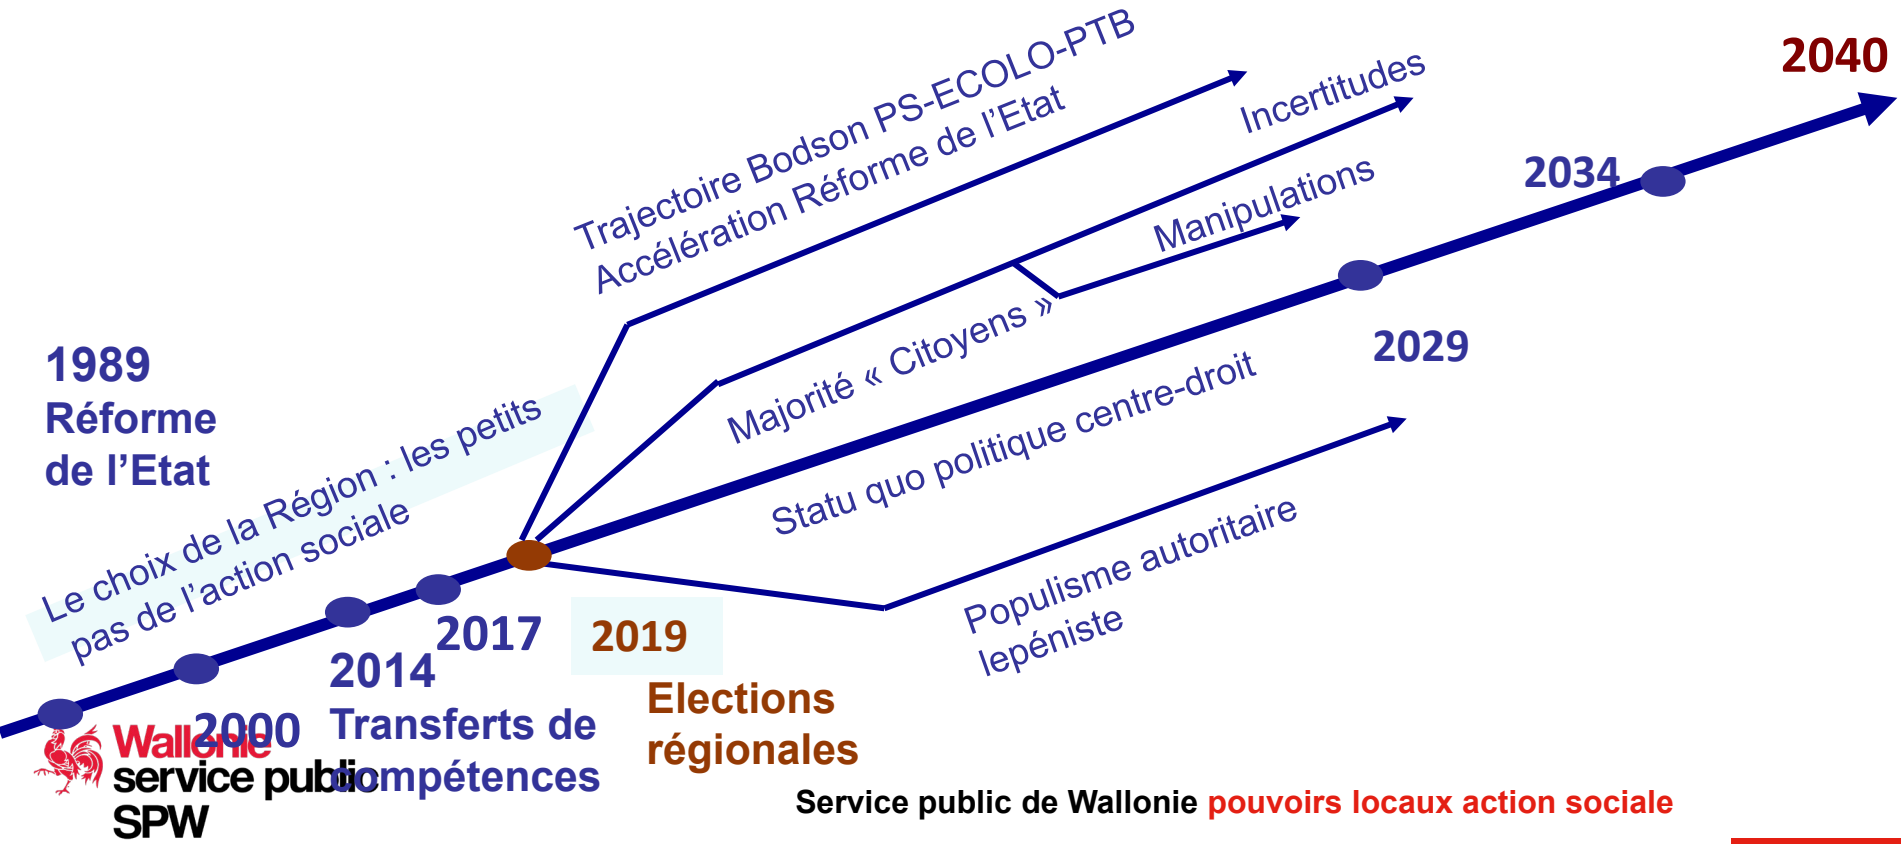 2040
Trajectoire Bodson PS-ECOLO-PTB
Accélération Réforme de l’Etat
Incertitudes
Manipulations
2034
1989
Réforme
de l’Etat
2029
Majorité « Citoyens »
Statu quo politique centre-droit
Le choix de la Région : les petits
pas de l’action sociale
Populisme autoritaire
lepéniste
2017
2019
2014
Transferts de
compétences
Elections
régionales
2000
Wallonie
service public
SPW
Service public de Wallonie pouvoirs locaux action sociale